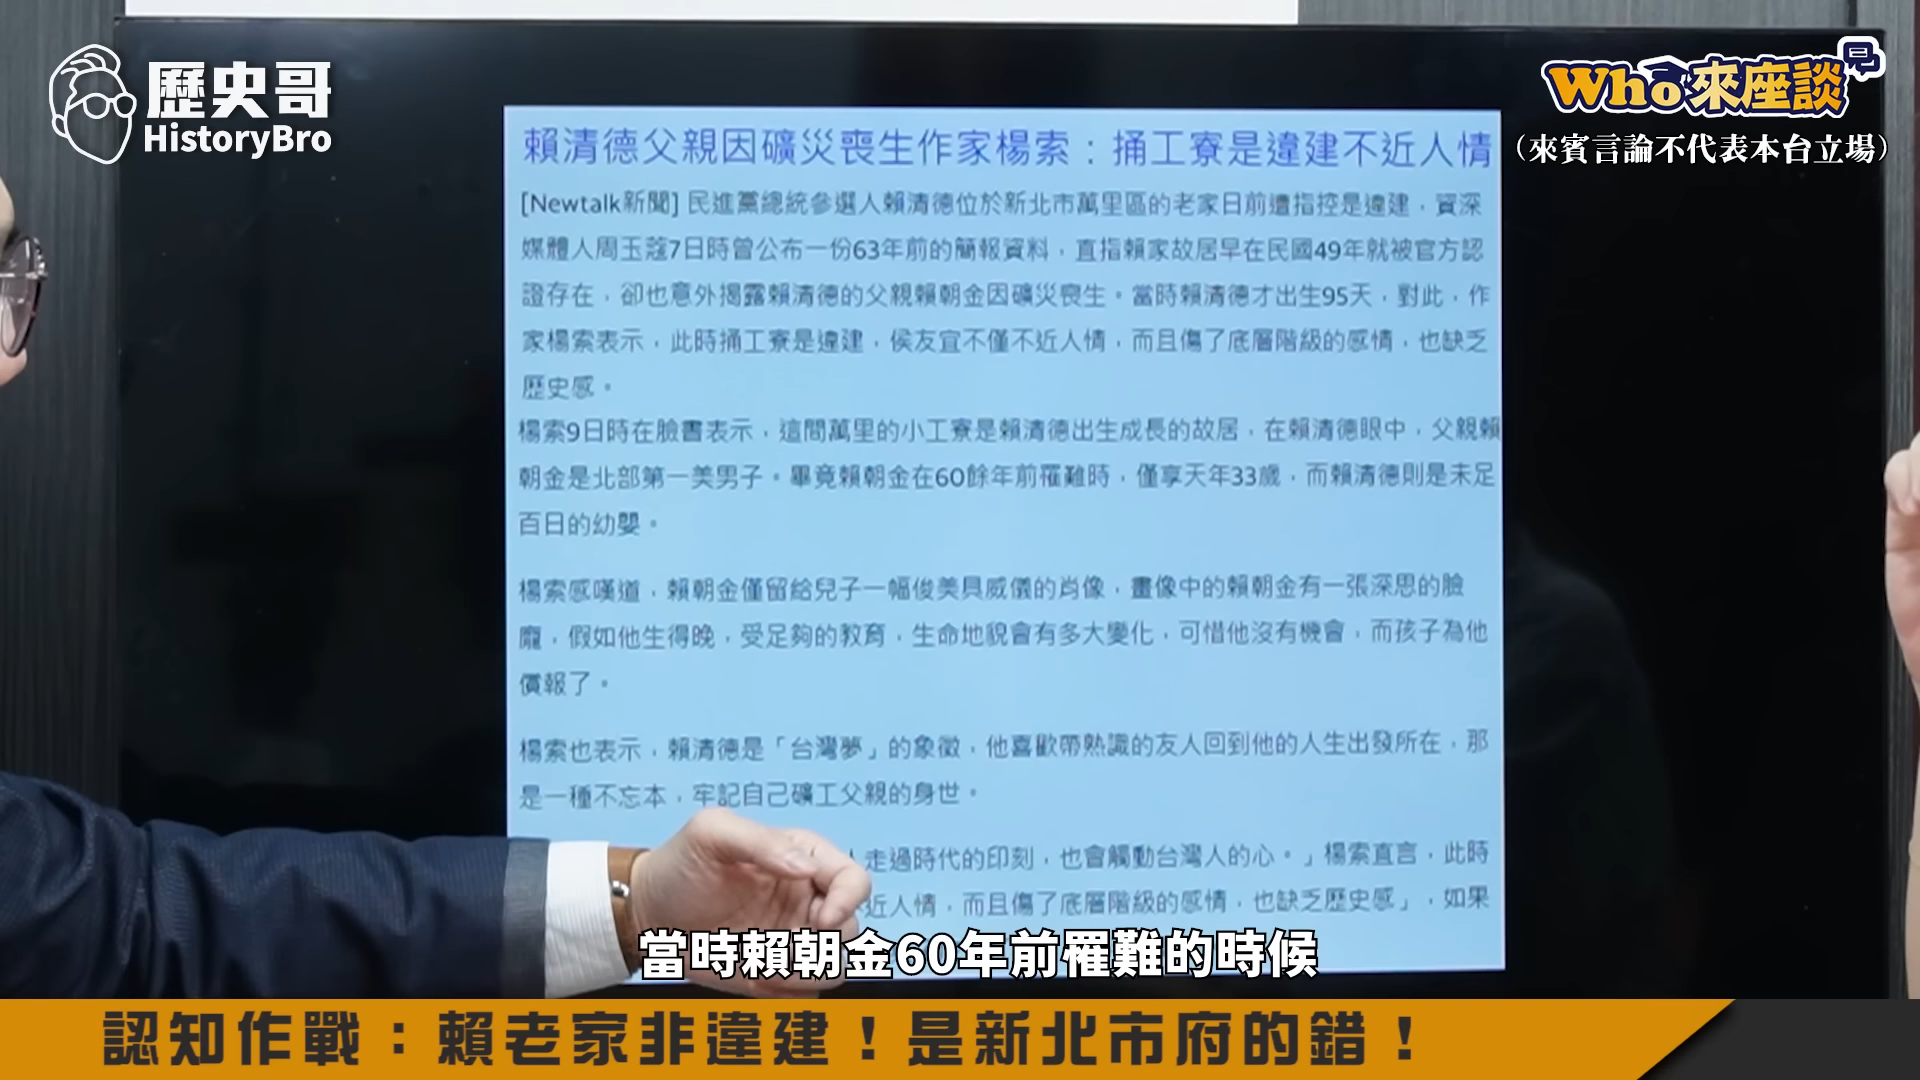 歷史哥
HistoryBro
Who來座談
（來賓言論不代表本台立場）
賴清德父親因礦災喪生作家楊索：捅工寮是違建不近人情
[Newtalk新聞] 民進黨總統參選人賴清德位於新北市萬里區的老家日前遭指控是違建，資深
媒體人周玉蔻7日時曾公布一份63年前的簡報資料，直指賴家故居早在民國49年就被官方認
證存在，卻也意外揭露賴清德的父親賴朝金因礦災喪生。當時賴清德才出生95天，對此，作
家楊索表示，此時捅工寮是違建，侯友宜不僅不近人情，而且傷了底層階級的感情，也缺乏
歷史感。
楊索9日時在臉書表示，這間萬里的小工寮是賴清德出生成長的故居，在賴清德眼中，父親賴
朝金是北部第一美男子。畢竟賴朝金在60餘年前罹難時，僅享天年33歲，而賴清德則是未足
百日的幼嬰。
楊索感嘆道，賴朝金僅留給兒子一幅俊美具威儀的肖像，畫像中的賴朝金有一張深思的臉
龐，假如他生得晚，受足夠的教育，生命地貌會有多大變化，可惜他沒有機會，而孩子為他
償報了。
楊索也表示，賴清德是「台灣夢」的象徵，他喜歡帶熟識的友人回到他的人生出發所在，那
是一種不忘本，牢記自己礦工父親的身世。
走過時代的印刻，也會觸動台灣人的心。」楊索直言，此時
近人情，而且傷了底層階級的感情，也缺乏歷史感」，如果
當時賴朝金60年前罹難的時候
認知作戰：賴老家非違建！是新北市府的錯！